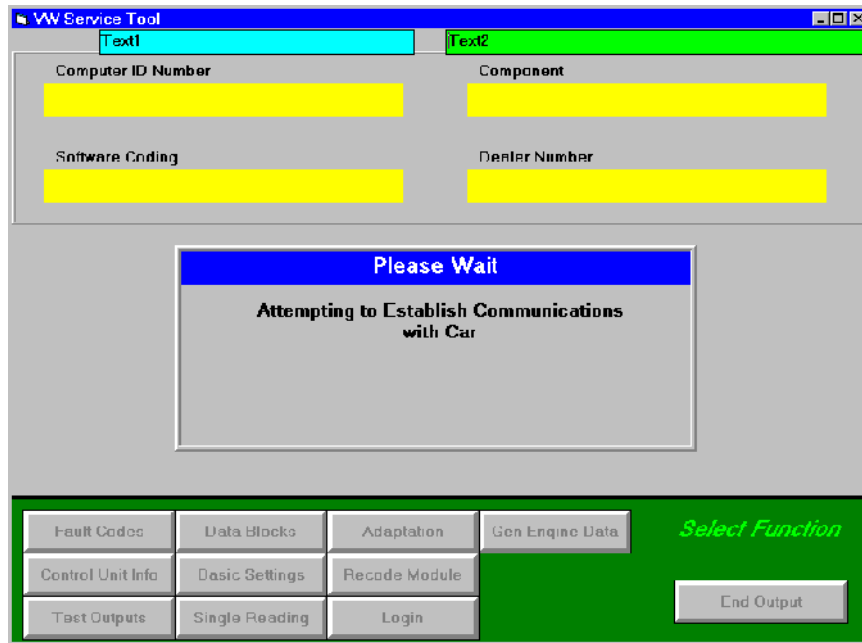 VW Service Tool
Text1 Text2
Computer ID Number Component
Software Coding Dealer Number
Please Wait
Attempting to Establish Communications
with Car
Fault Codes Data Blocks Adaptation Gen Engine Data Select Function
Control Unit Info Basic Settings Recode Module
End Output
Test Outputs Single Reading Login